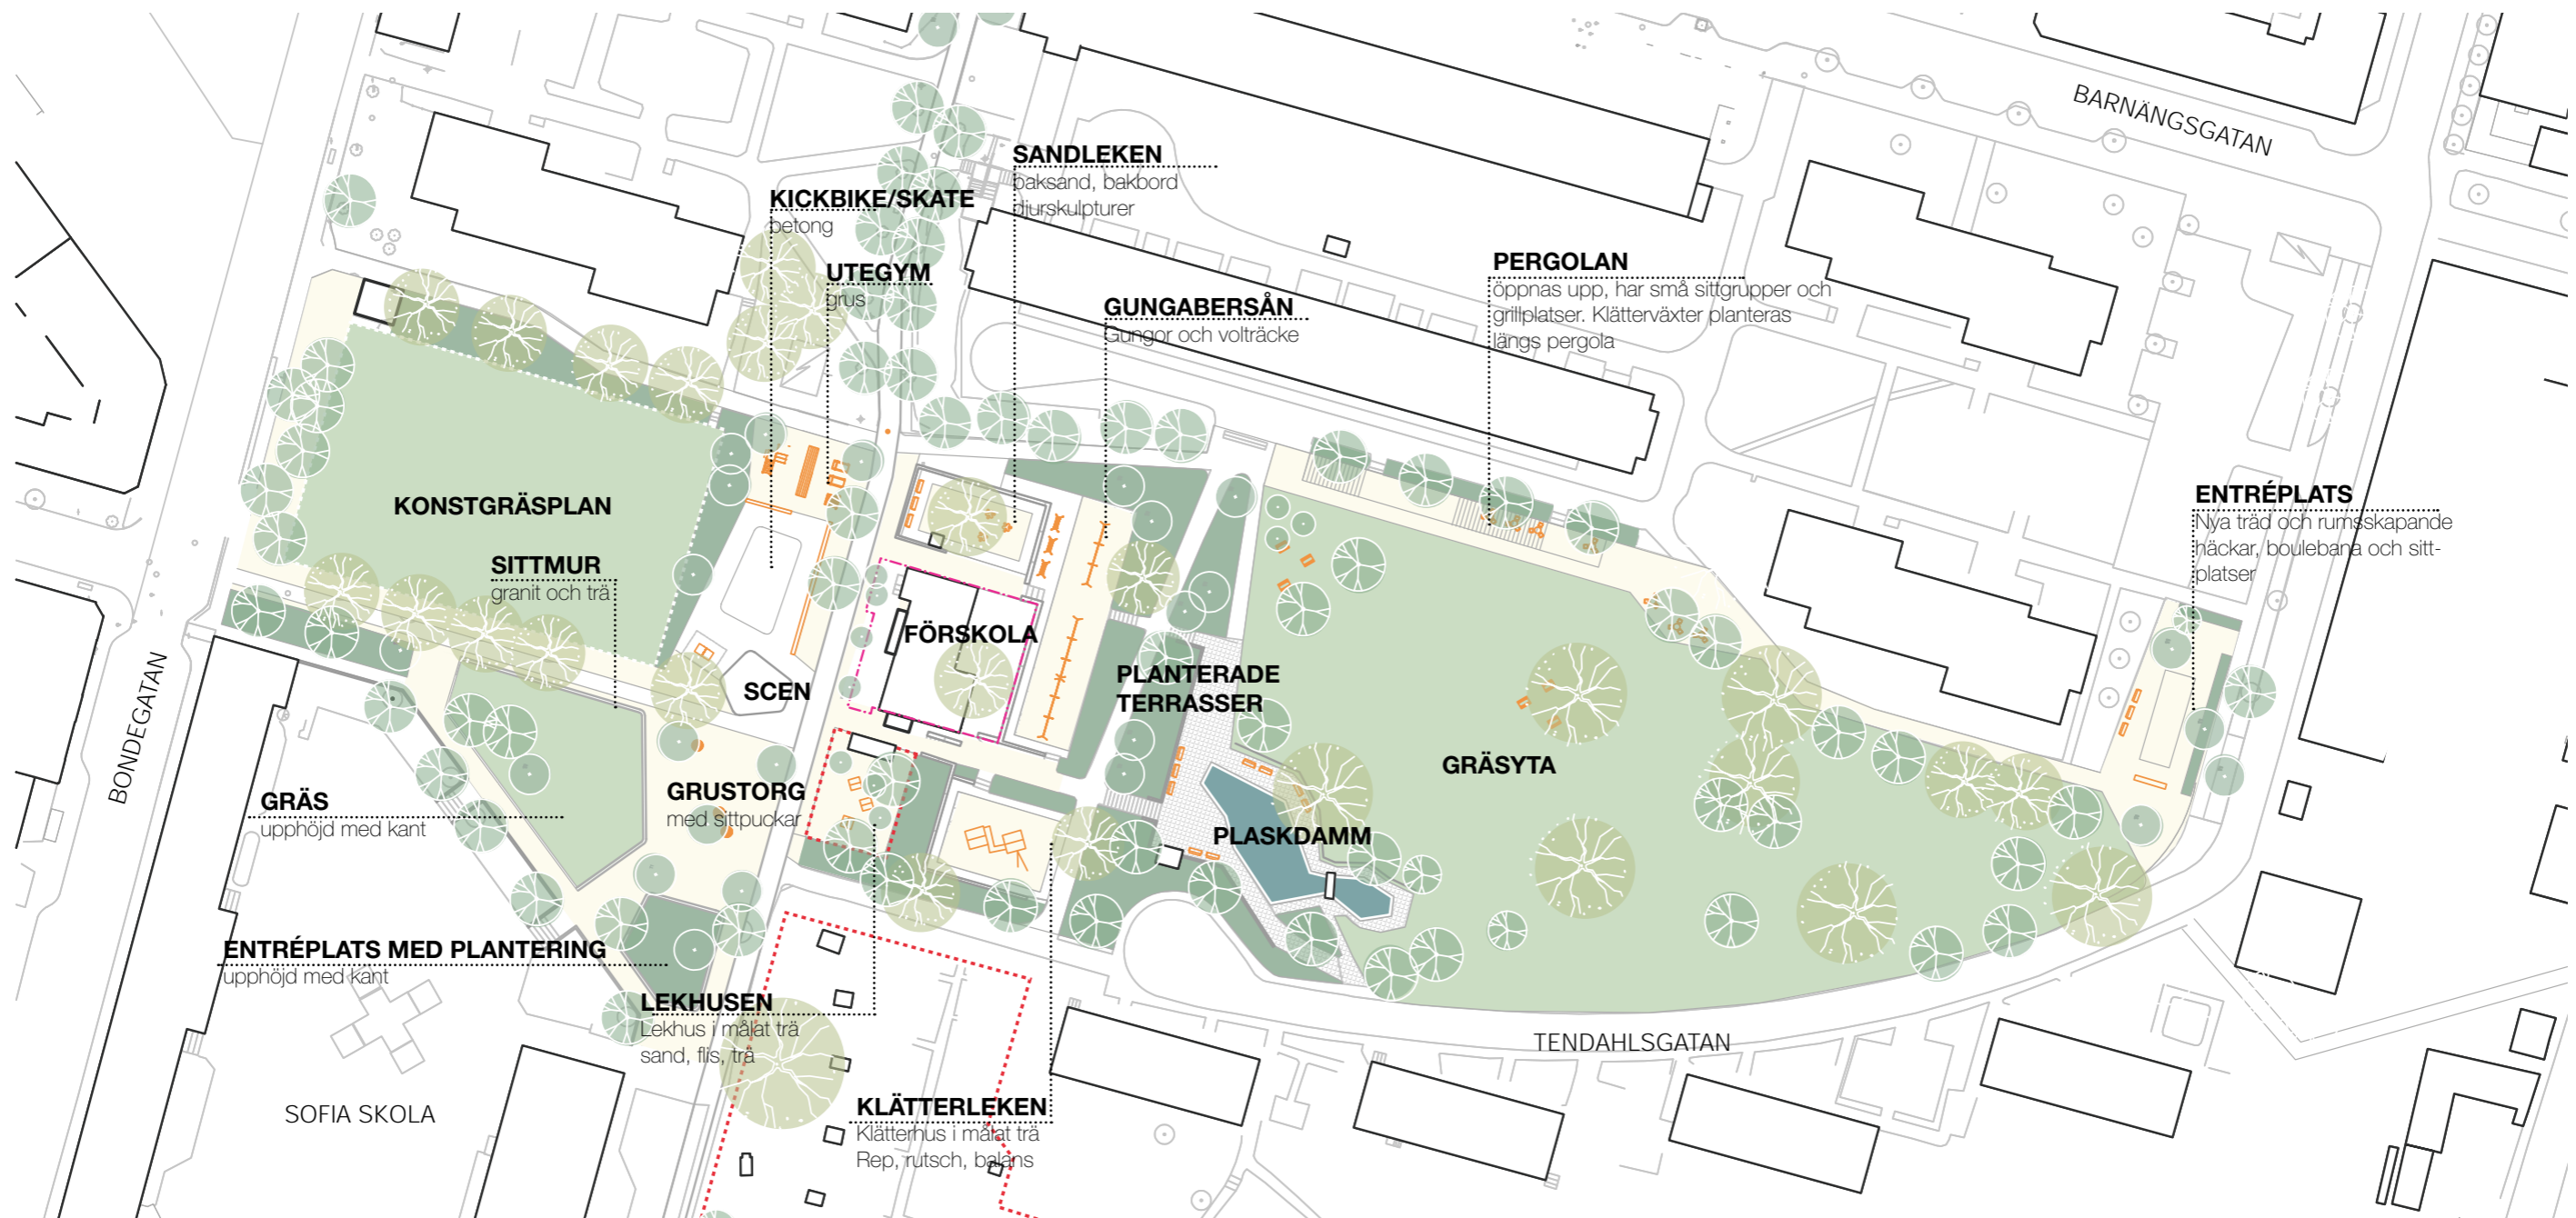 BARNÄNGSGATAN
SANDLEKEN
baksand, bakbord
djurskulpturer
KICKBIKE/SKATE
betong
UTEGYM
grus
PERGOLAN
öppnas upp, har små sittgrupper och
grillplatser. Klätterväxter planteras
längs pergola
GUNGABERSÅN
Gungor och volträcke
KONSTGRÄSPLAN
ENTRÉPLATS
Nya träd och rumsskapande
häckar, boulebana och sitt-
platser
SITTMUR
granit och trä
FÖRSKOLA
SCEN
PLANTERADE
TERRASSER
BONDEGATAN
GRÄSYTA
GRÄS
upphöjd med kant
GRUSTORG
med sittpuckar
PLASKDAMM
ENTRÉPLATS MED PLANTERING
upphöjd med kant
LEKHUSEN
Lekhus i målat trä
sand, flis, trä
TENDAHLSGATAN
SOFIA SKOLA
KLÄTTERLEKEN
Klätterhus i målat trä
Rep, rutsch, balans